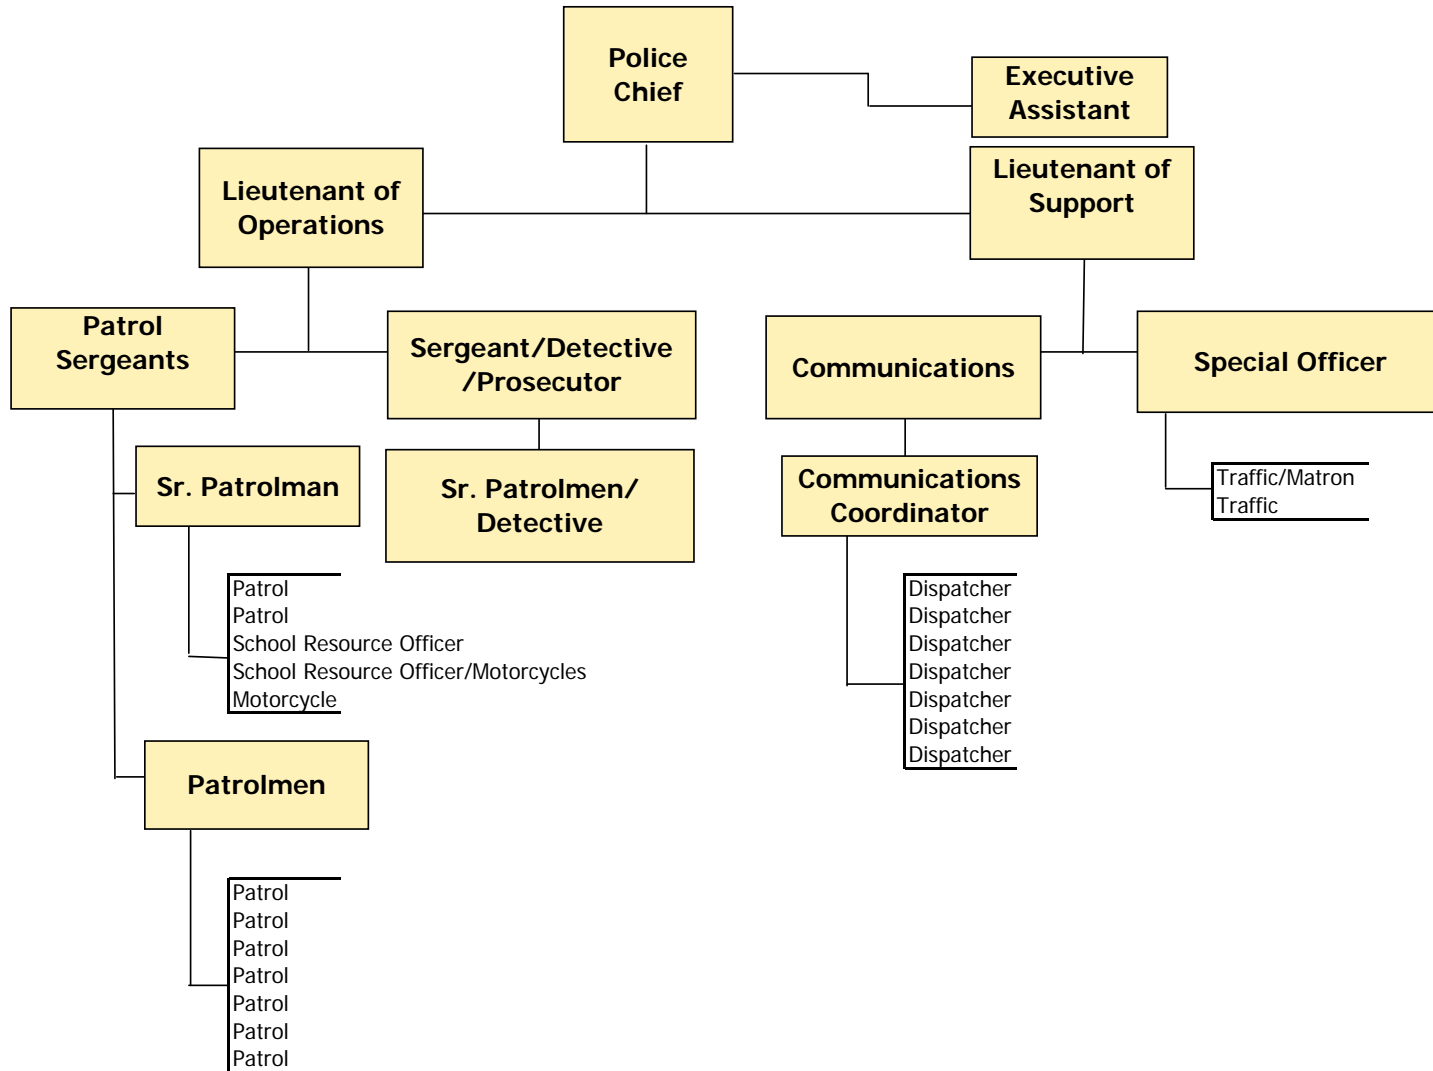 Police
Chief
Executive
Assistant
Lieutenant of
Operations
Lieutenant of
Support
Patrol
Sergeants
Sergeant/Detective
/Prosecutor
Communications
Special Officer
Sr. Patrolman
Sr. Patrolmen/
Detective
Communications
Coordinator
Traffic/Matron
Traffic
Patrol
Patrol
School Resource Officer
School Resource Officer/Motorcycles
Motorcycle
Dispatcher
Dispatcher
Dispatcher
Dispatcher
Dispatcher
Dispatcher
Dispatcher
Patrolmen
Patrol
Patrol
Patrol
Patrol
Patrol
Patrol
Patrol